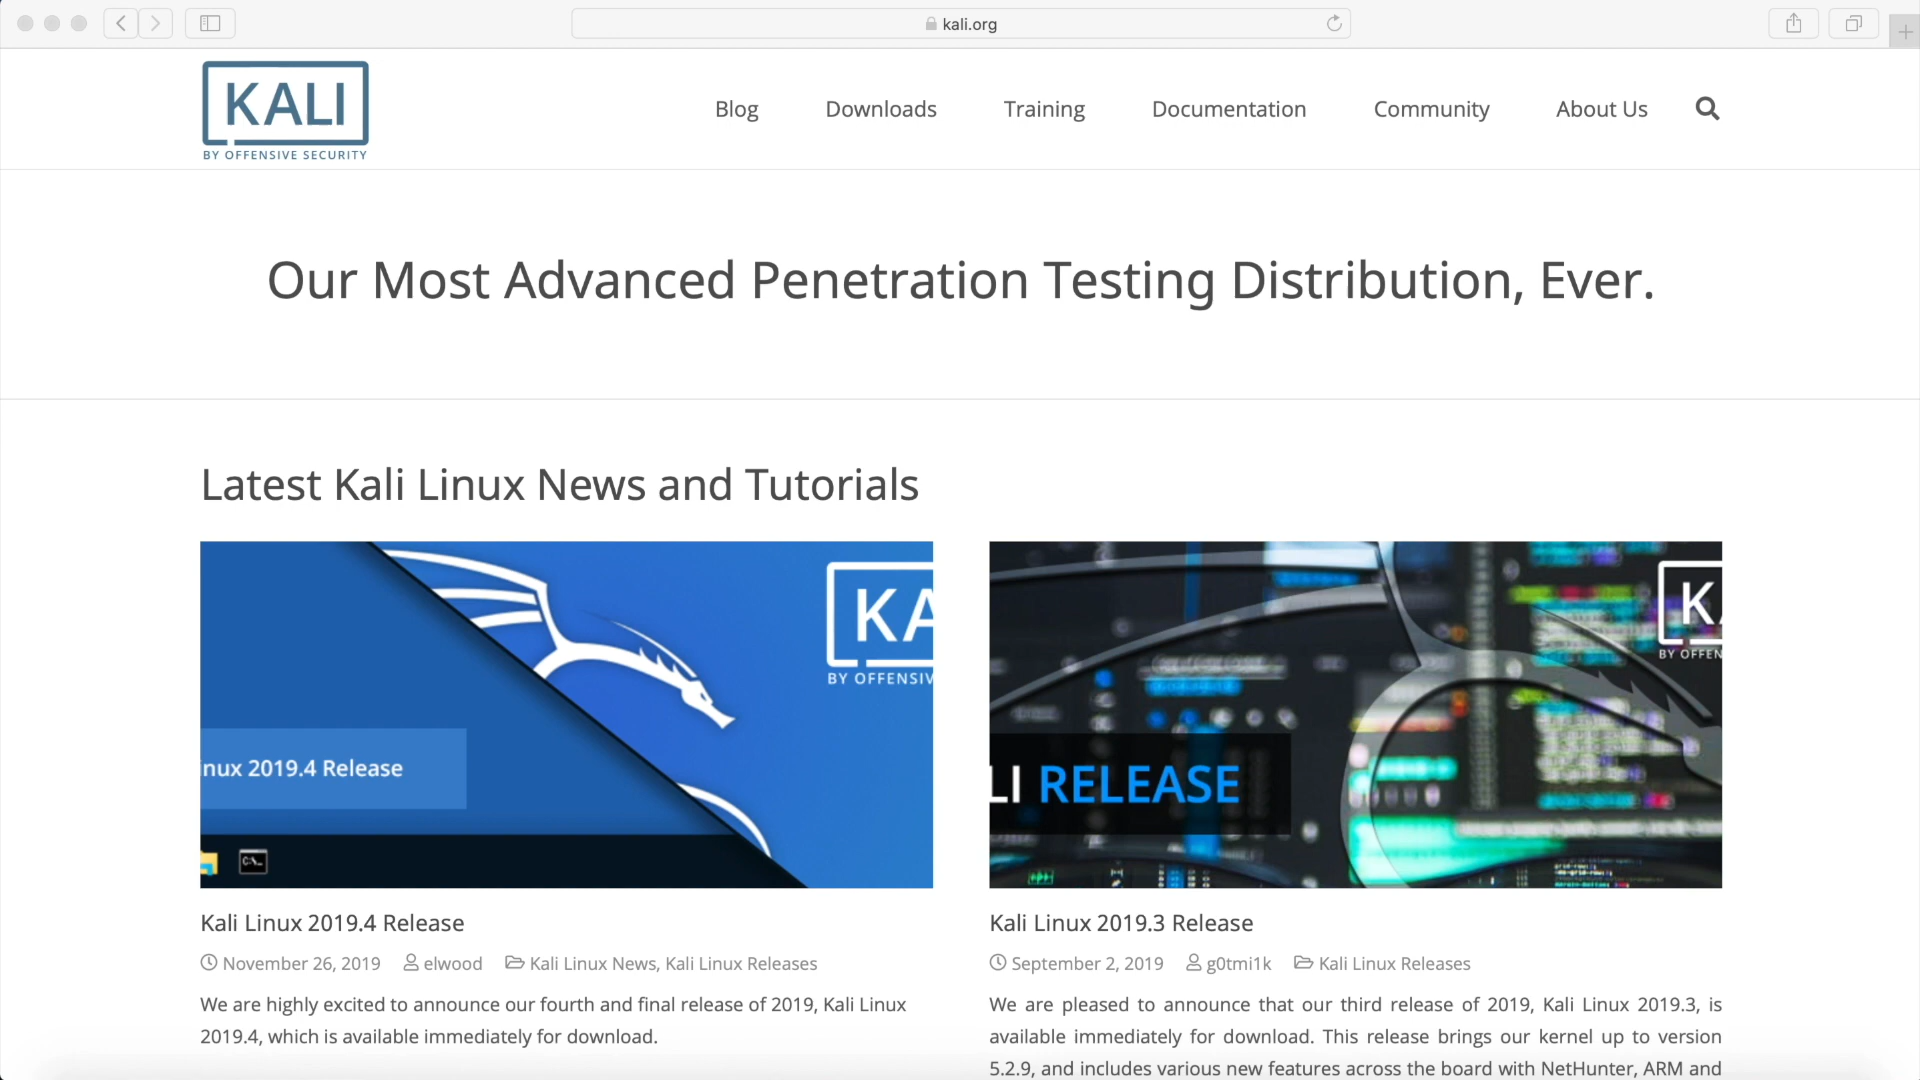 kali.org
KALI
BY OFFENSIVE SECURITY
Blog Downloads Training Documentation Community About Us
Our Most Advanced Penetration Testing Distribution, Ever.
Latest Kali Linux News and Tutorials
KA
BY OFFENSIV
inux 2019.4 Release
C:\_
K
BY OFFEN
LI RELEASE
Kali Linux 2019.4 Release
November 26, 2019 elwood Kali Linux News, Kali Linux Releases
We are highly excited to announce our fourth and final release of 2019, Kali Linux
2019.4, which is available immediately for download.
Kali Linux 2019.3 Release
September 2, 2019 g0tmi1k Kali Linux Releases
We are pleased to announce that our third release of 2019, Kali Linux 2019.3, is
available immediately for download. This release brings our kernel up to version
5.2.9, and includes various new features across the board with NetHunter, ARM and